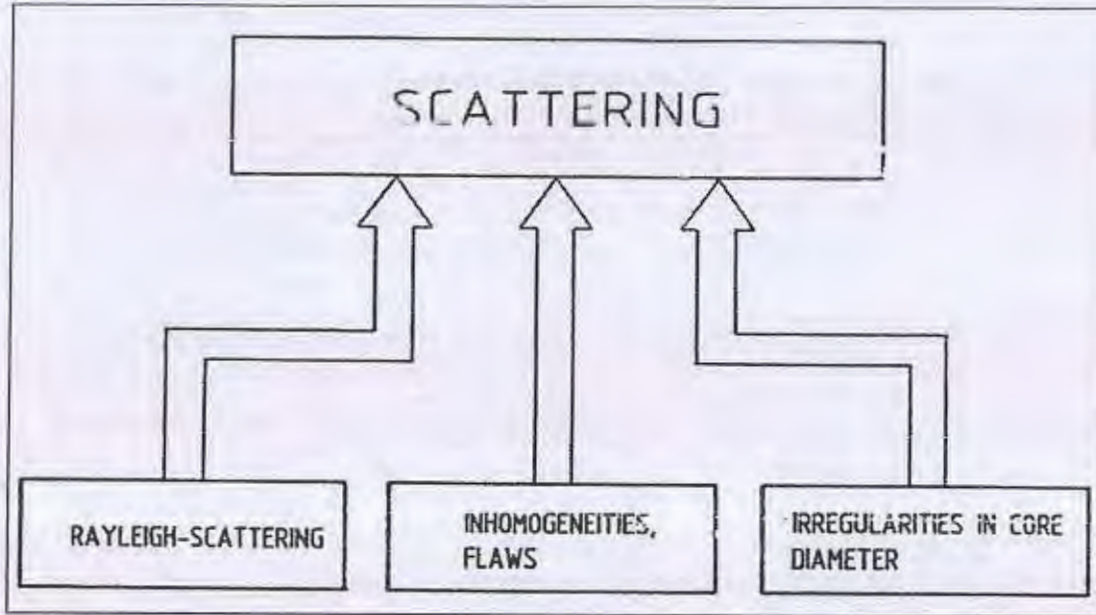 SCATTERING
RAYLEIGH-SCATTERING
INHOMOGENEITIES,
FLAWS
IRREGULARITIES IN CORE
DIAMETER